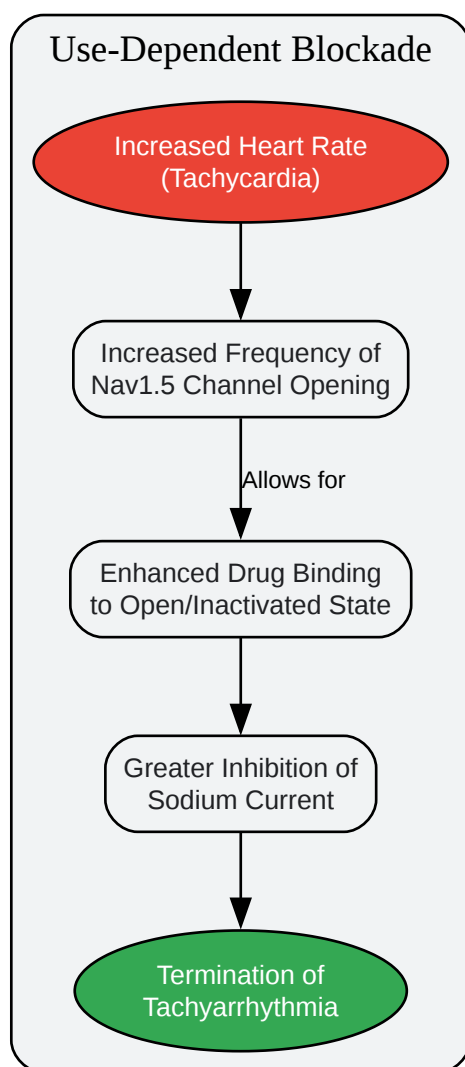 Use-Dependent Blockade
Increased Heart Rate
(Tachycardia)
Increased Frequency of
Nav1.5 Channel Opening
Allows for
Enhanced Drug Binding
to Open/Inactivated State
Greater Inhibition of
Sodium Current
Termination of
Tachyarrhythmia